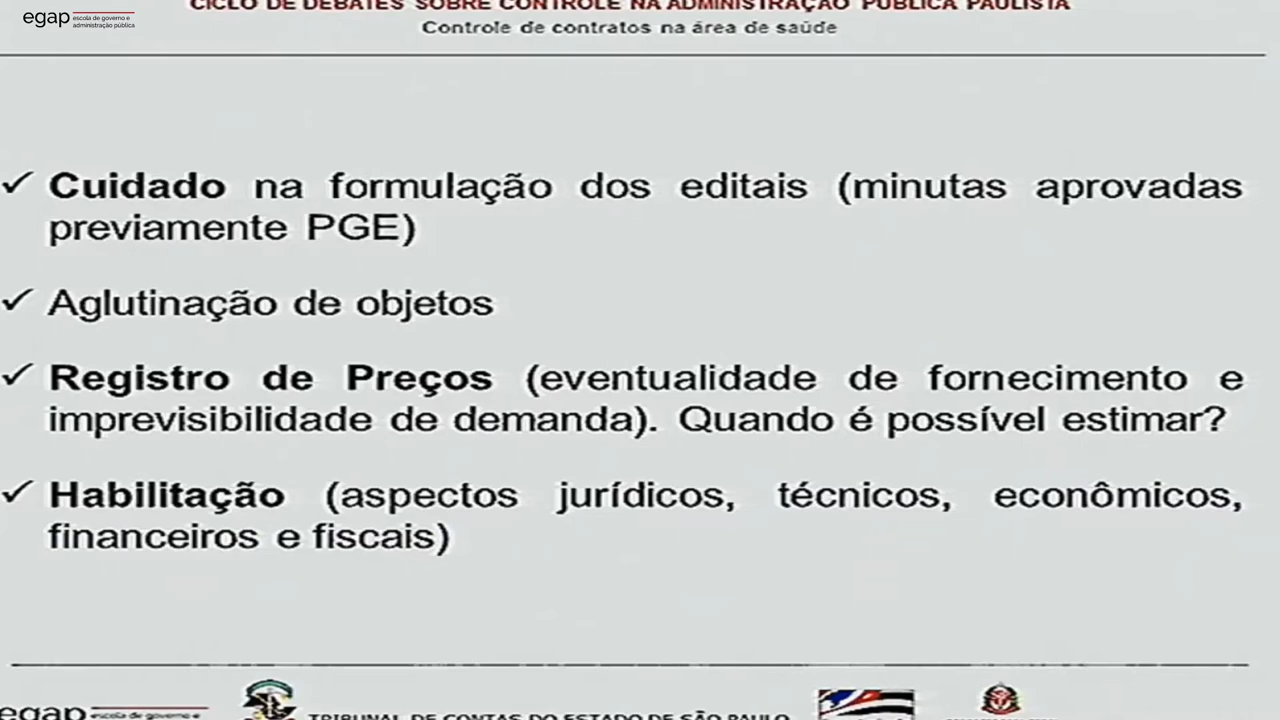 CICLO DE DEBATES SOBRE CONTROLE NA ADMINISTRAÇÃO PÚBLICA PAULISTA
egap escola de governo e
administração pública
Controle de contratos na área de saúde
✓ Cuidado na formulação dos editais (minutas aprovadas
previamente PGE)
✓ Aglutinação de objetos
✓ Registro de Preços (eventualidade de fornecimento e
imprevisibilidade de demanda). Quando é possível estimar?
✓ Habilitação (aspectos jurídicos, técnicos, econômicos,
financeiros e fiscais)
egap escola de governo e
TRIBUNAL DE CONTAS DO ESTADO DE SÃO PAULO